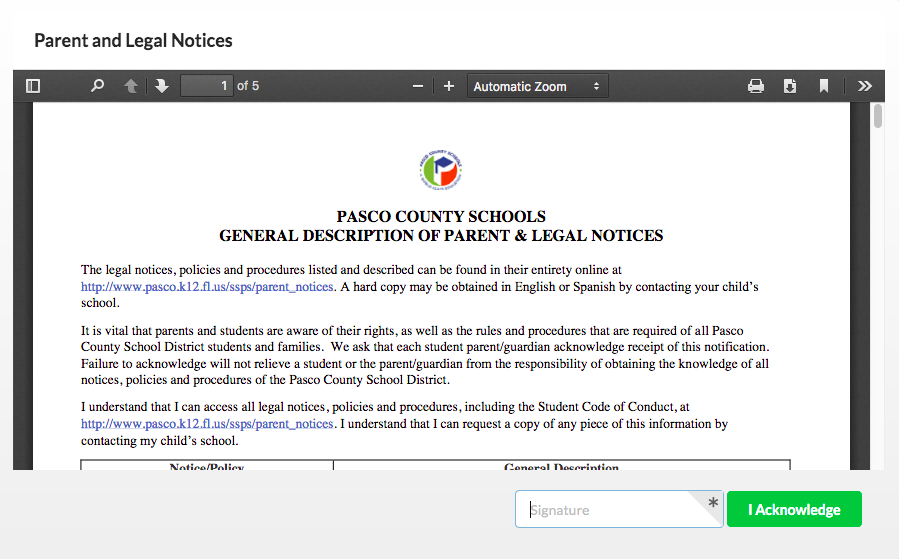 Parent and Legal Notices
1 of 5
Automatic Zoom
PASCO COUNTY SCHOOLS
PASCO COUNTY SCHOOLS
GENERAL DESCRIPTION OF PARENT & LEGAL NOTICES
The legal notices, policies and procedures listed and described can be found in their entirety online at
http://www.pasco.k12.fl.us/ssps/parent_notices. A hard copy may be obtained in English or Spanish by contacting your child’s
school.
It is vital that parents and students are aware of their rights, as well as the rules and procedures that are required of all Pasco
County School District students and families. We ask that each student parent/guardian acknowledge receipt of this notification.
Failure to acknowledge will not relieve a student or the parent/guardian from the responsibility of obtaining the knowledge of all
notices, policies and procedures of the Pasco County School District.
I understand that I can access all legal notices, policies and procedures, including the Student Code of Conduct, at
http://www.pasco.k12.fl.us/ssps/parent_notices. I understand that I can request a copy of any piece of this information by
contacting my child’s school.
Notice/Policy General Description
Signature *
I Acknowledge